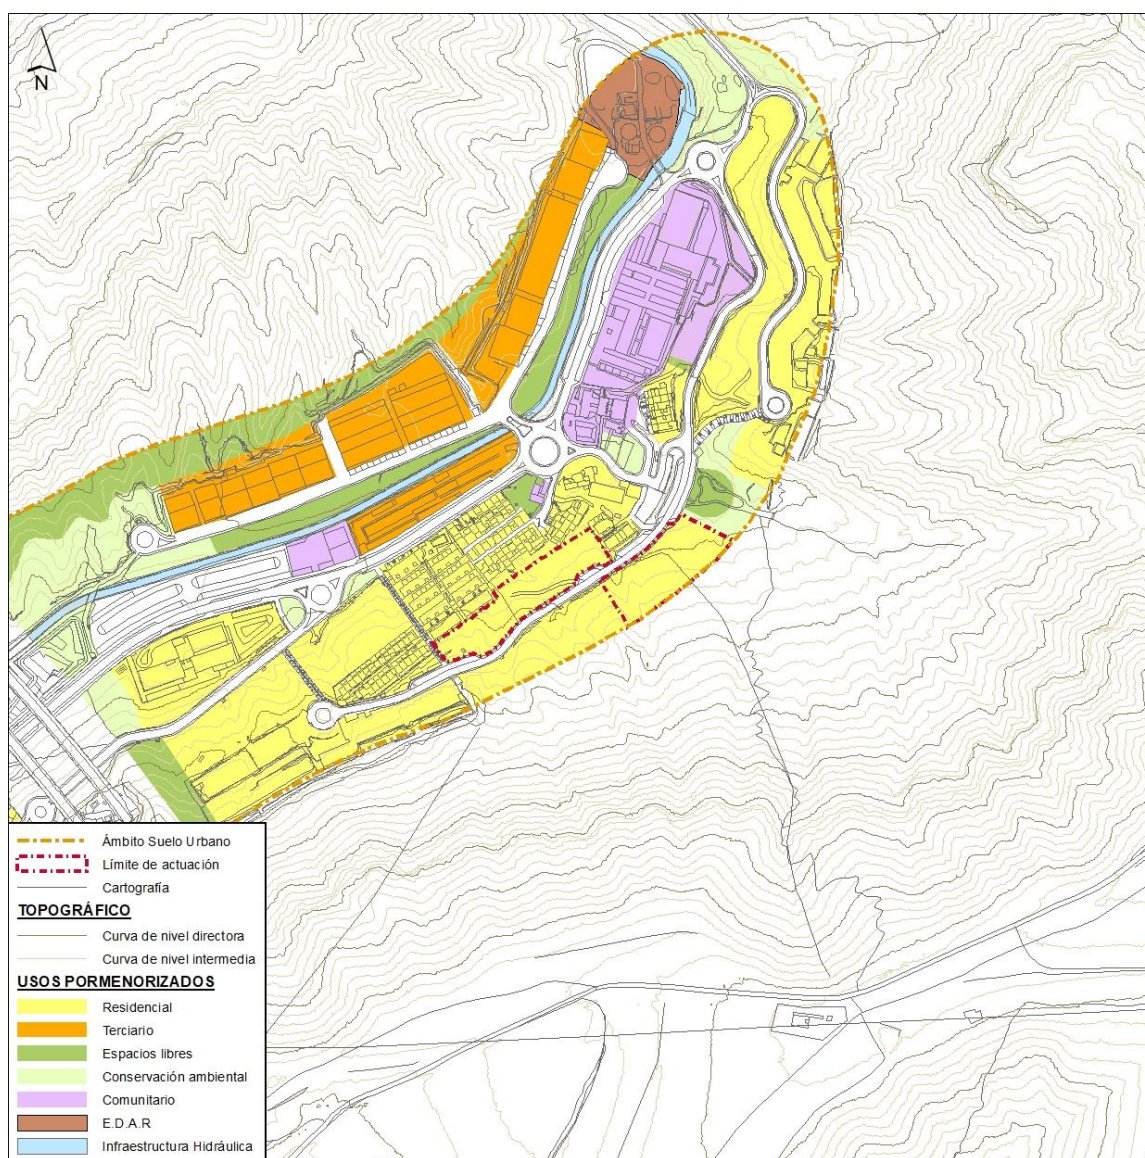 N
Ámbito Suelo Urbano
Límite de actuación
Cartografía
TOPOGRÁFICO
Curva de nivel directora
Curva de nivel intermedia
USOS PORMENORIZADOS
Residencial
Terciario
Espacios libres
Conservación ambiental
Comunitario
E.D.A.R
Infraestructura Hidráulica